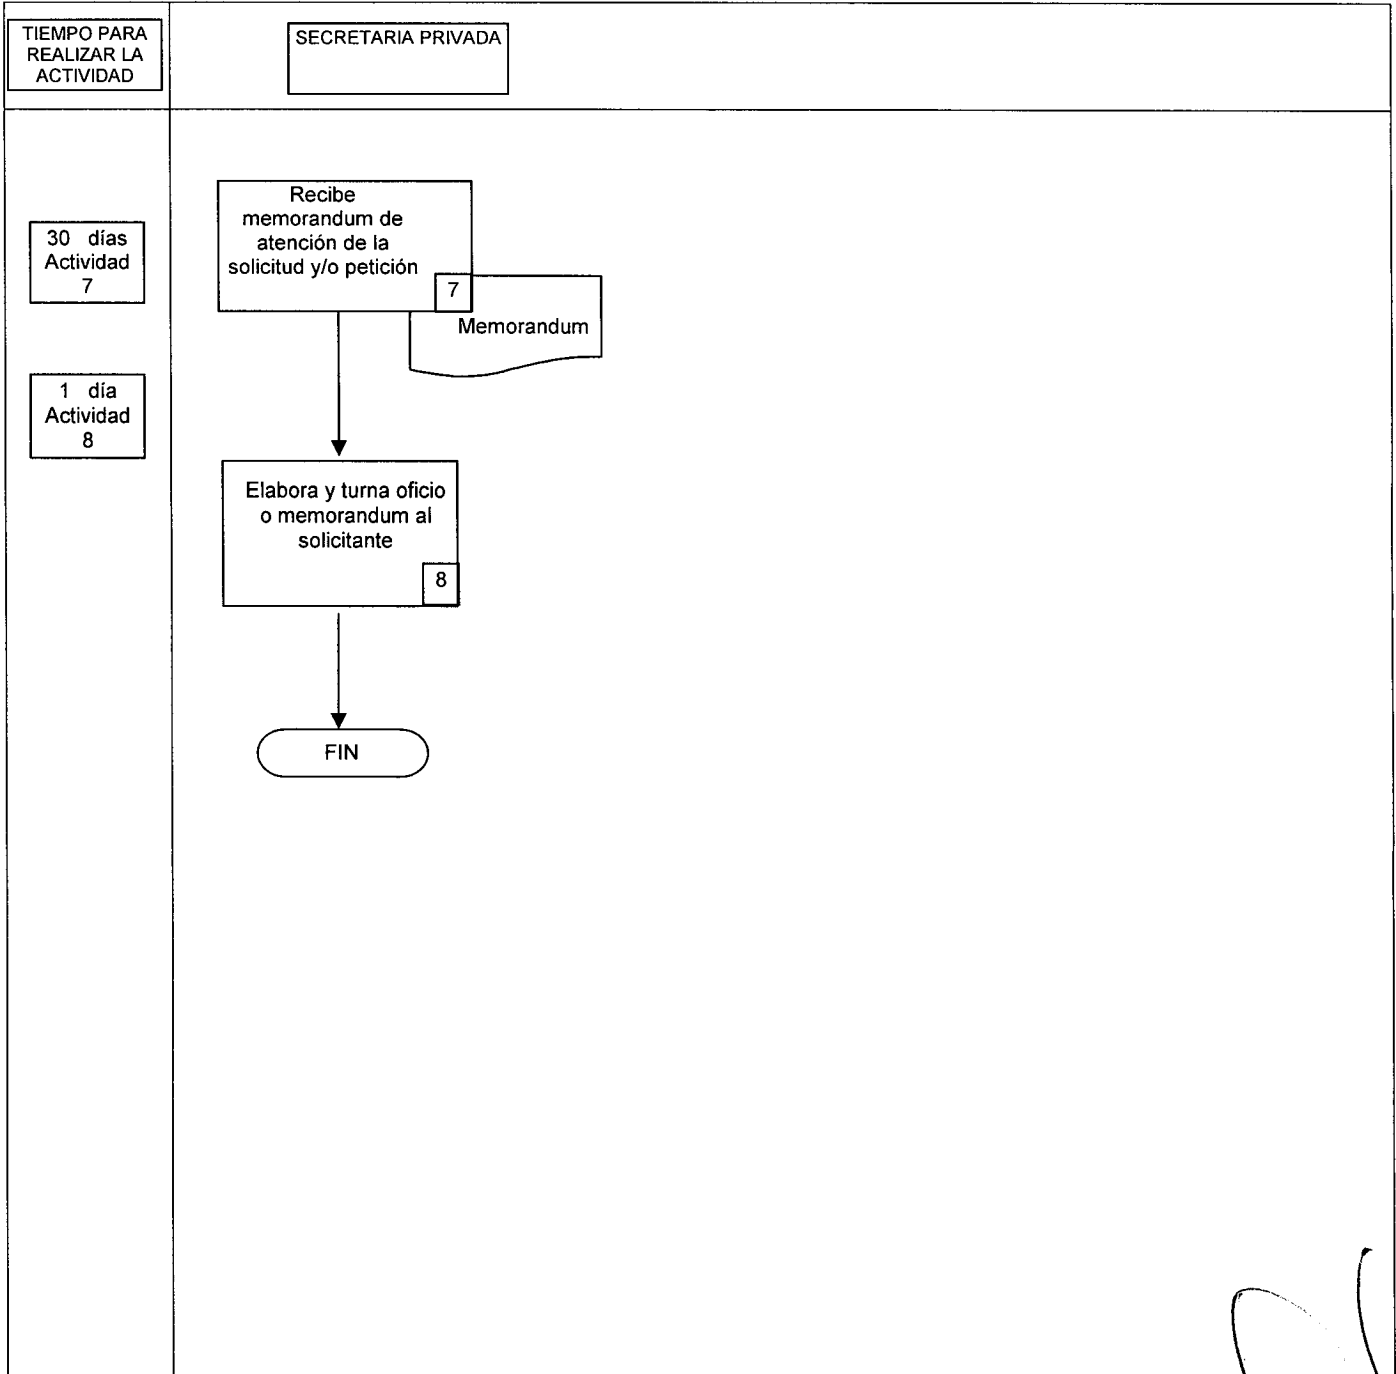 TIEMPO PARA
REALIZAR LA
ACTIVIDAD
SECRETARIA PRIVADA
30 días
Actividad
7
Recibe
memorandum de
atención de la
solicitud y/o petición
7
Memorandum
1 día
Actividad
8
Elabora y turna oficio
o memorandum al
solicitante
8
FIN